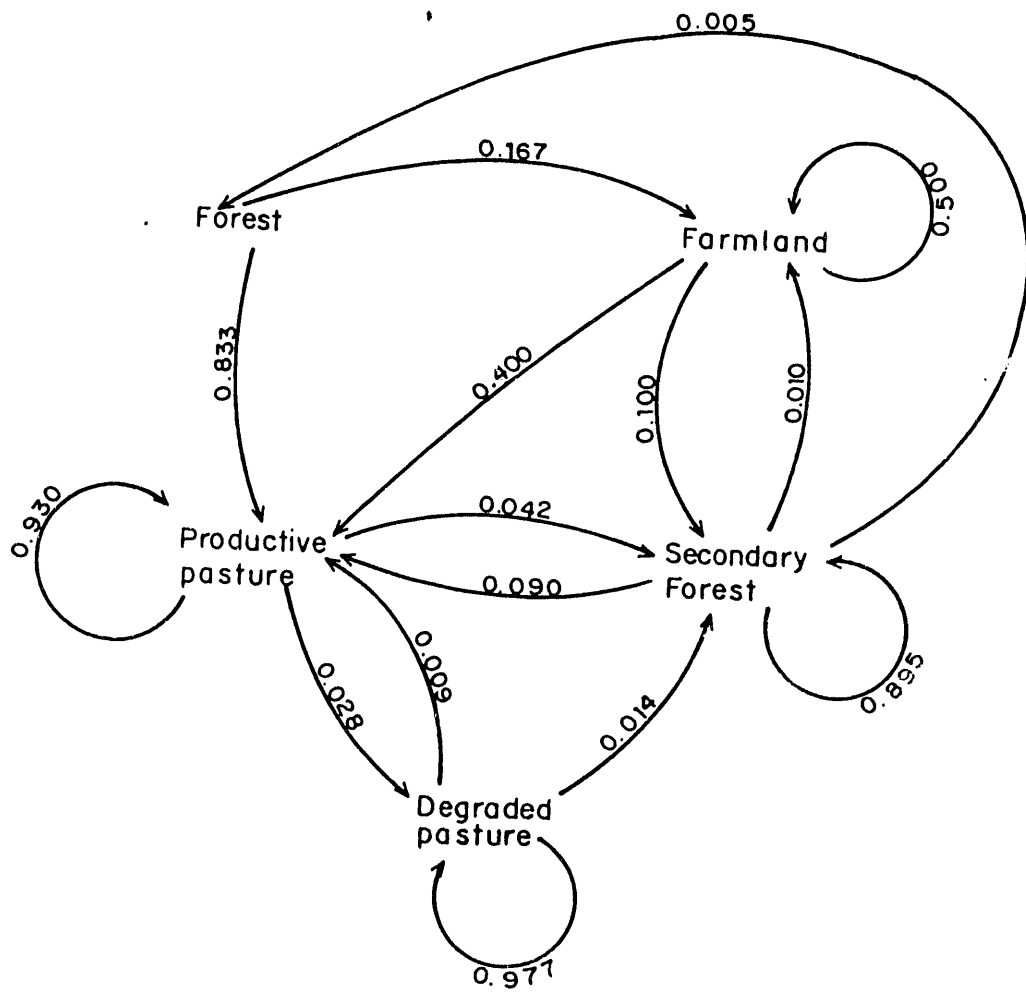 0.005
0.167
Forest
0.500
Farmland
0.833
0.400
0.100
0.010
0.930
0.042
Productive
pasture
Secondary
Forest
0.090
0.009
0.028
0.014
0.895
Degraded
pasture
0.977